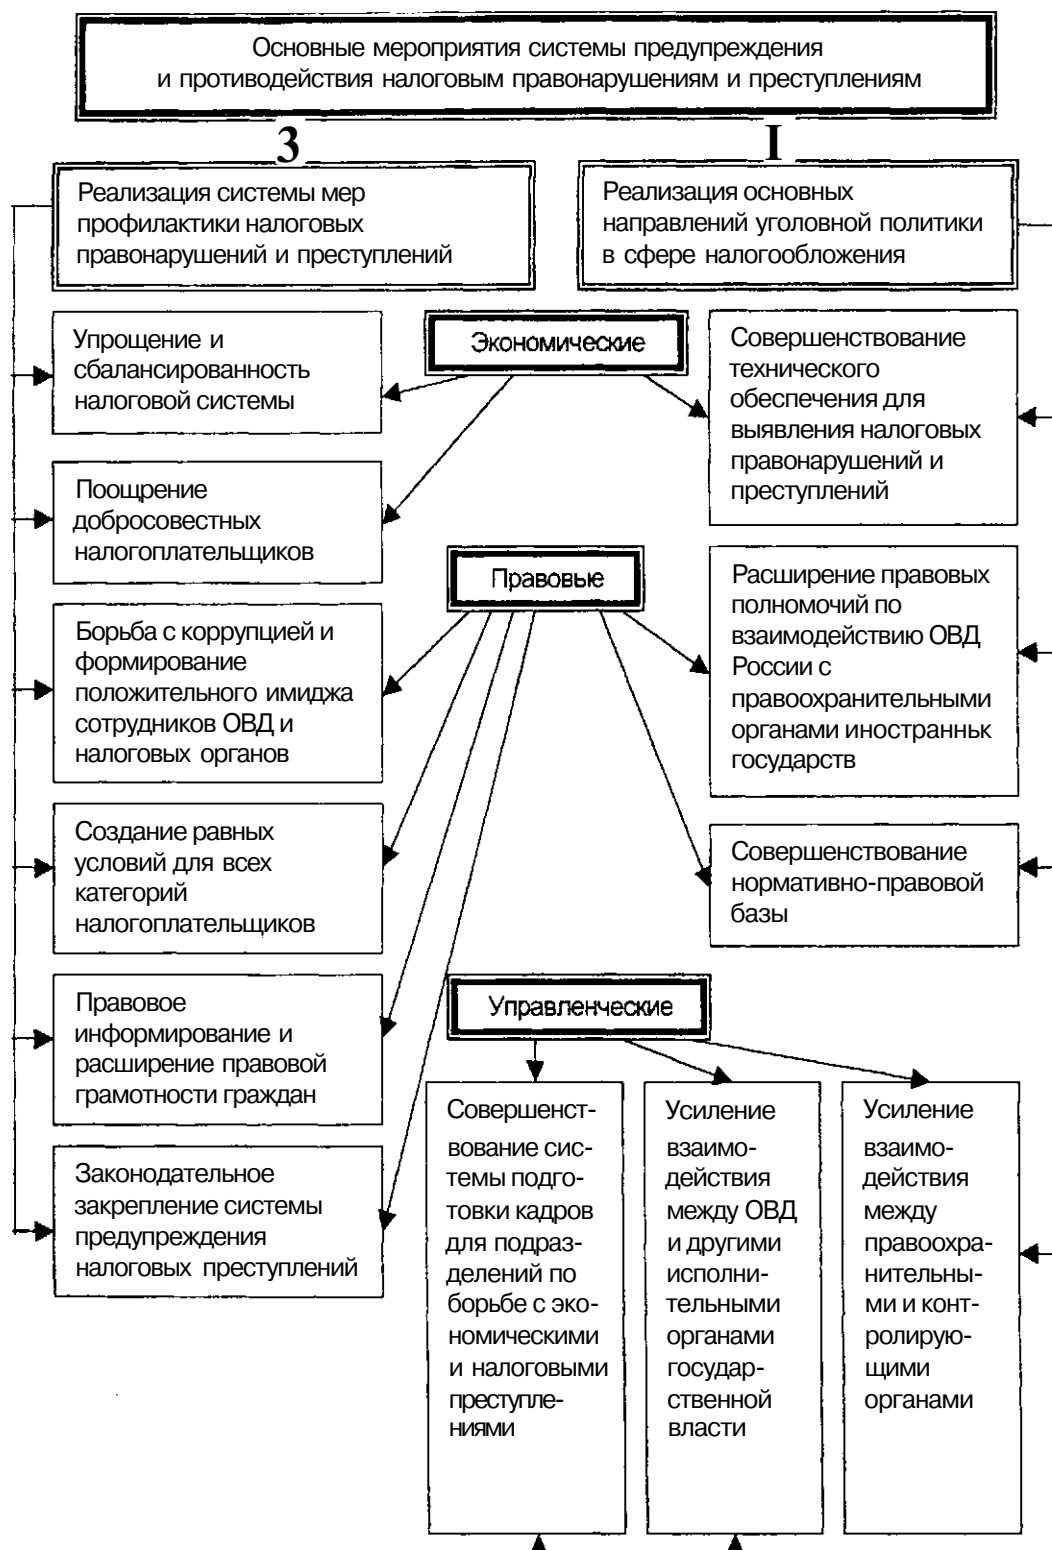 Основные мероприятия системы предупреждения
и противодействия налоговым правонарушениям и преступлениям
3
I
Реализация системы мер
профилактики налоговых
правонарушений и преступлений
Реализация основных
направлений уголовной политики
в сфере налогообложения
Упрощение и
сбалансированность
налоговой системы
Экономические
Совершенствование
технического
обеспечения для
выявления налоговых
правонарушений и
преступлений
Поощрение
добросовестных
налогоплательщиков
Правовые
Расширение правовых
полномочий по
взаимодействию ОВД
России с
правоохранительными
органами иностранньк
государств
Борьба с коррупцией и
формирование
положительного имиджа
сотрудников ОВД и
налоговых органов
Создание равных
условий для всех
категорий
налогоплательщиков
Совершенствование
нормативно-правовой
базы
Правовое
информирование и
расширение правовой
грамотности граждан
Управленческие
Законодательное
закрепление системы
предупреждения
налоговых преступлений
Совершенст-
вование сис-
темы подго-
товки кадров
для подраз-
делений по
борьбе с эко-
номическими
и налоговыми
преступле-
ниями
Усиление
взаимо-
действия
между ОВД
и другими
исполни-
тельными
органами
государ-
ственной
власти
Усиление
взаимо-
действия
между
правоохра-
нительны-
ми и конт-
ролирую-
щими
органами